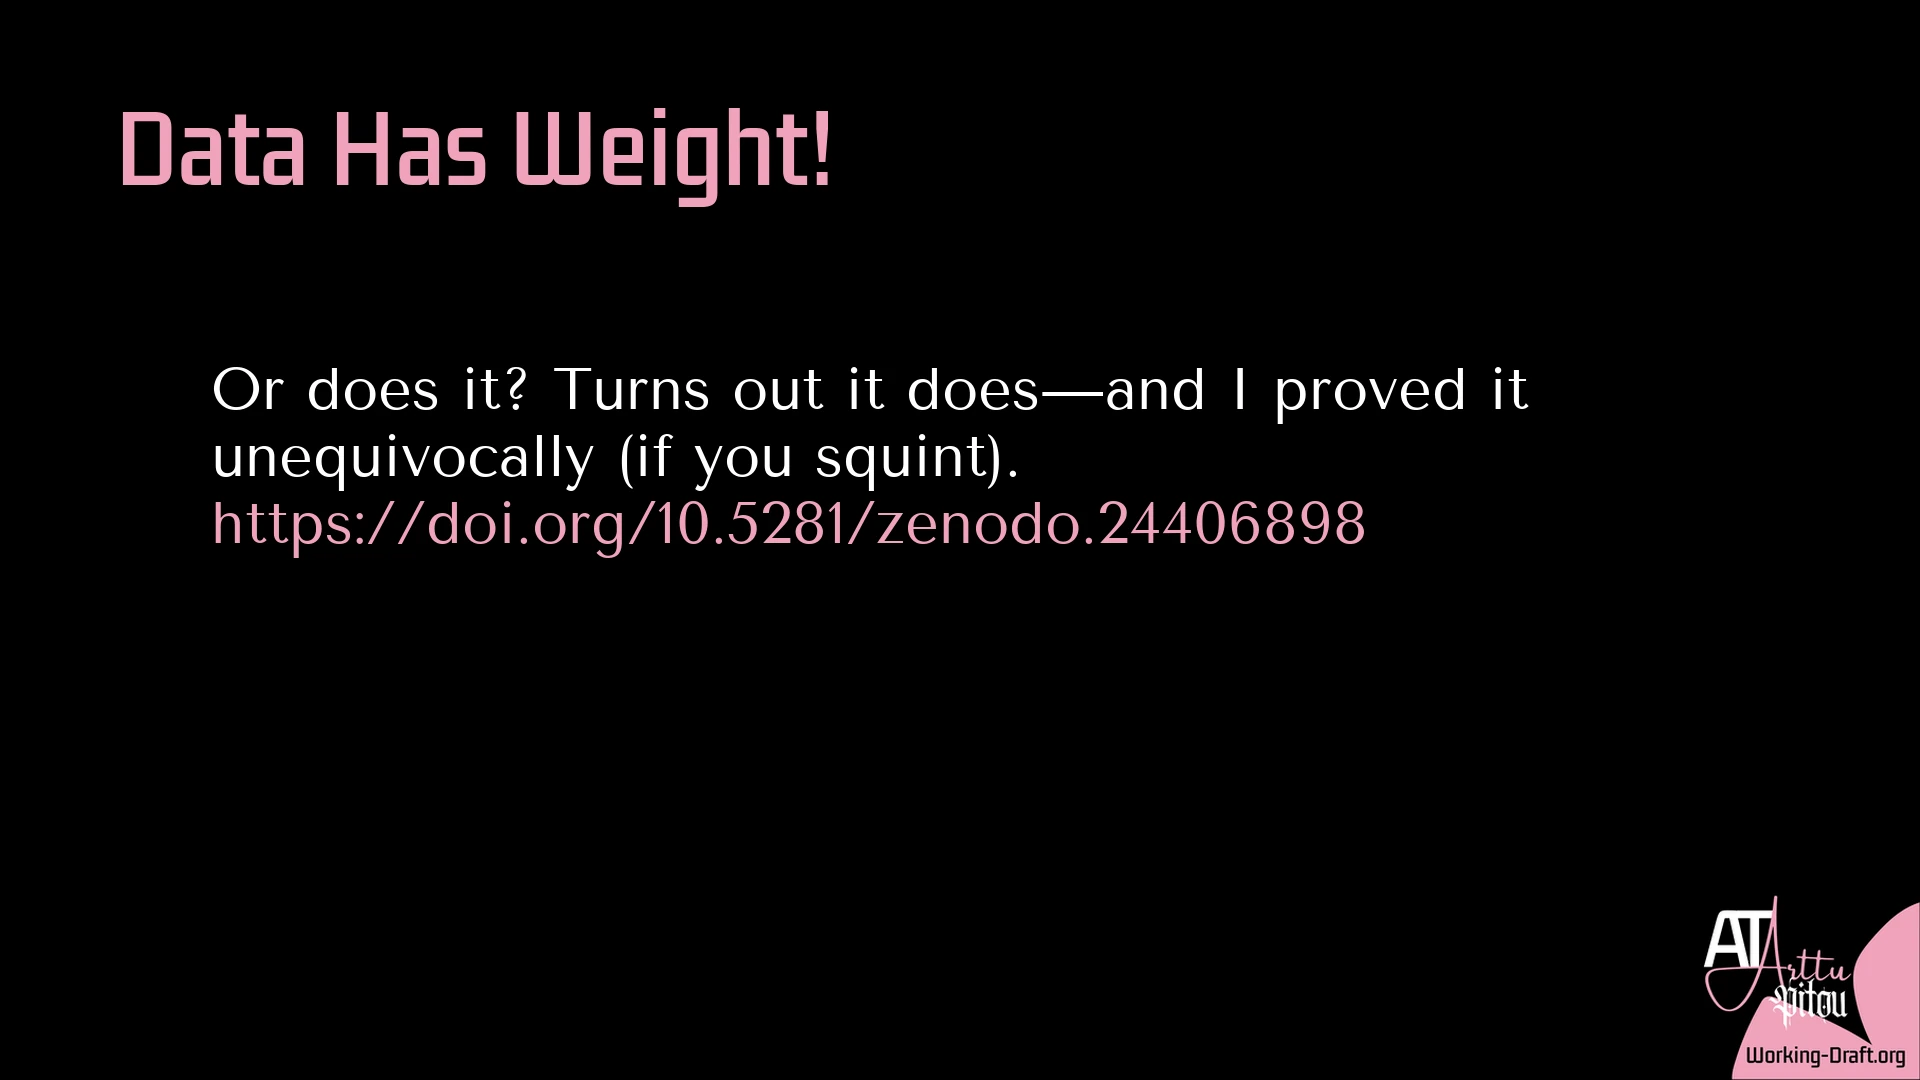 Data Has Weight!
Or does it? Turns out it does—and I proved it
unequivocally (if you squint).
https://doi.org/10.5281/zenodo.24406898
AT
Arttu
Pitou
Working-Draft.org